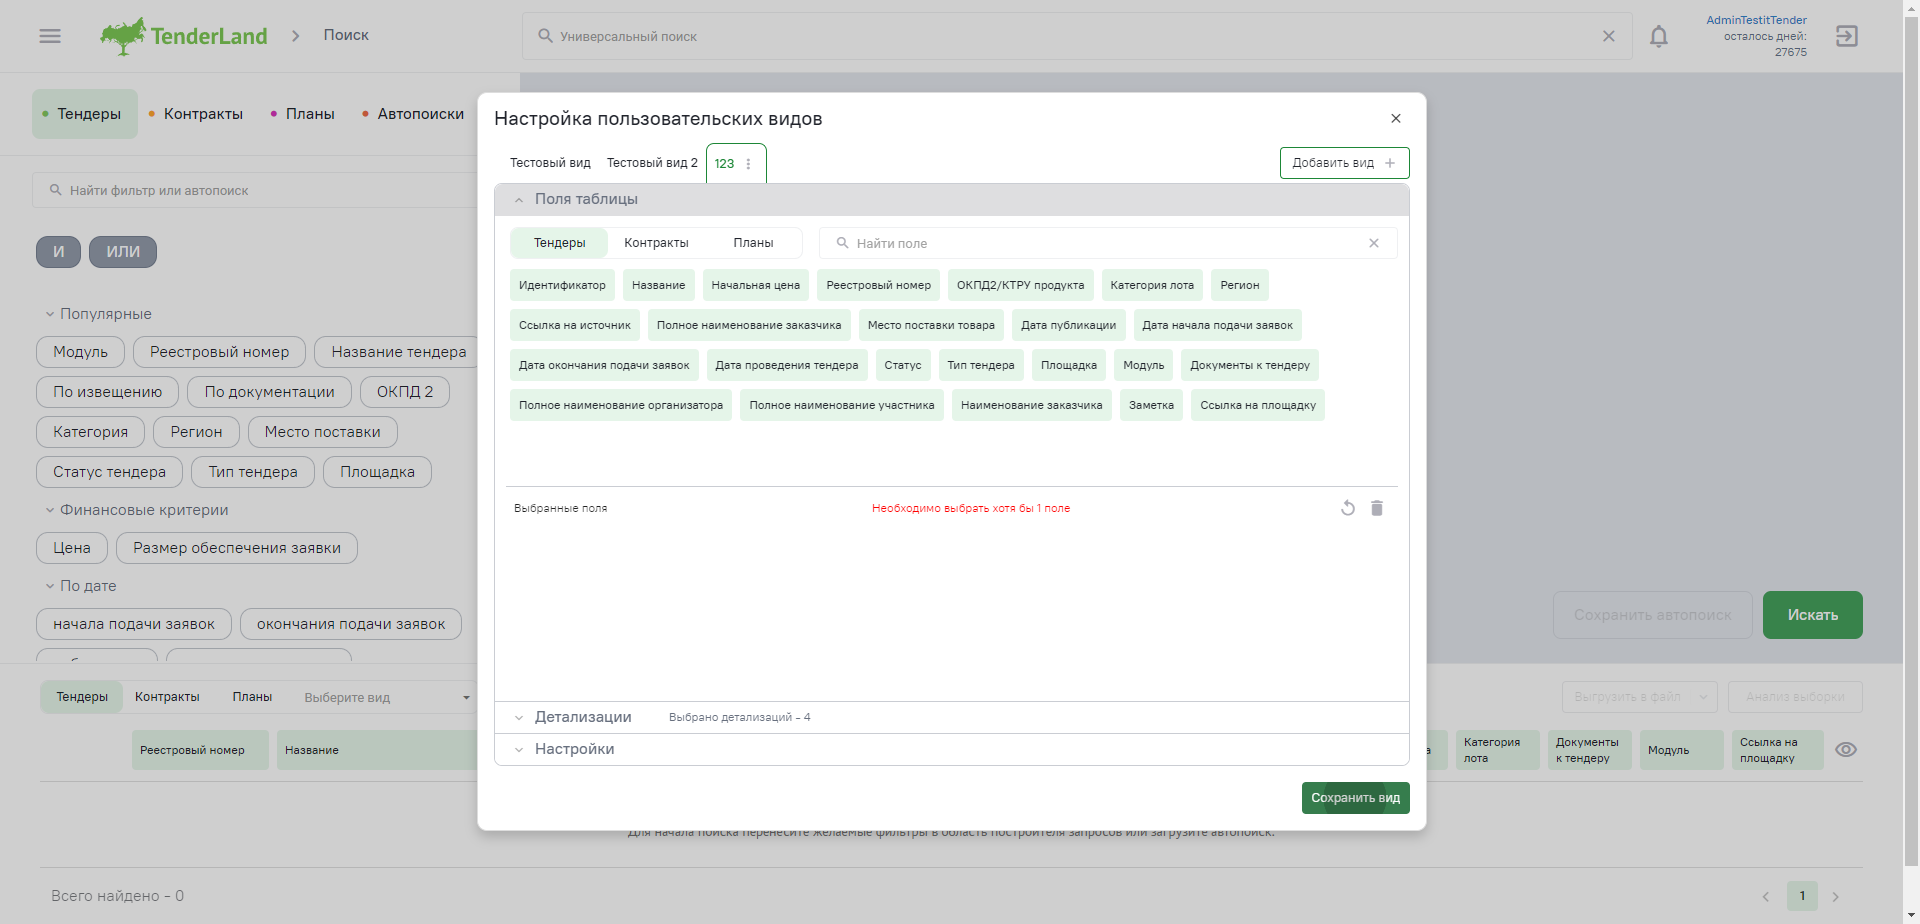 TenderLand
Поиск
Универсальный поиск
AdminTestitTender
осталось дней:
27675
Тендеры
Контракты
Планы
Автопоиски
Найти фильтр или автопоиск
И
ИЛИ
Популярные
Модуль
Реестровый номер
Название тендера
По извещению
По документации
ОКПД 2
Категория
Регион
Место поставки
Статус тендера
Тип тендера
Площадка
Финансовые критерии
Цена
Размер обеспечения заявки
По дате
начала подачи заявок
окончания подачи заявок
Настройка пользовательских видов
Тестовый вид
Тестовый вид 2
123
Добавить вид
Поля таблицы
Тендеры
Контракты
Планы
Найти поле
Идентификатор
Название
Начальная цена
Реестровый номер
ОКПД2/КТРУ продукта
Категория лота
Регион
Ссылка на источник
Полное наименование заказчика
Место поставки товара
Дата публикации
Дата начала подачи заявок
Дата окончания подачи заявок
Дата проведения тендера
Статус
Тип тендера
Площадка
Модуль
Документы к тендеру
Полное наименование организатора
Полное наименование участника
Наименование заказчика
Заметка
Ссылка на площадку
Выбранные поля
Необходимо выбрать хотя бы 1 поле
Детализации
Выбрано детализаций - 4
Настройки
Сохранить вид
Сохранить автопоиск
Искать
Тендеры
Контракты
Планы
Выберите вид
Выгрузить в файл
Анализ выборки
Реестровый номер
Название
а
Категория
лота
Документы
к тендеру
Модуль
Ссылка на
площадку
Для начала поиска перенесите желаемые фильтры в область построителя запросов или загрузите автопоиск.
Всего найдено - 0
1